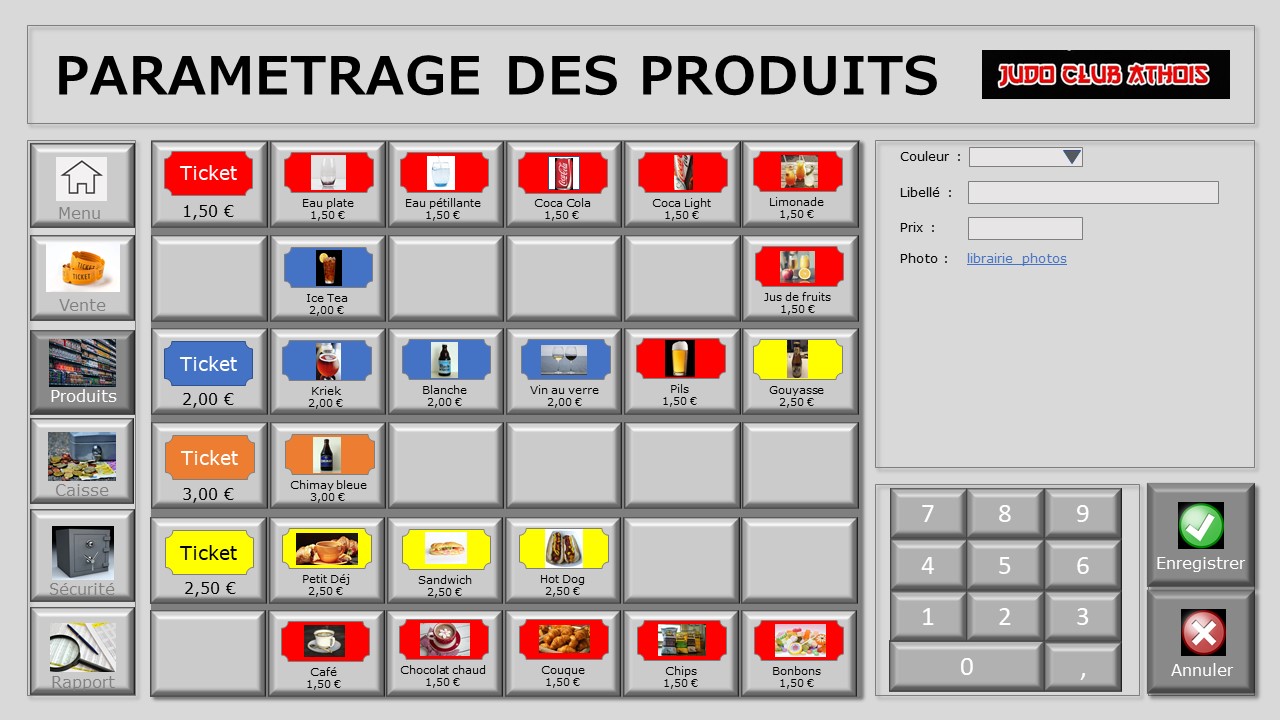 PARAMETRAGE DES PRODUITS
JUDO CLUB ATHOIS
Menu
Vente
TICKET
TICKET
Produits
Caisse
Sécurité
Rapport
Ticket
1,50 €
Eau plate
1,50 €
Eau pétillante
1,50 €
Coca Cola
1,50 €
Coca Light
1,50 €
Limonade
1,50 €
Ice Tea
2,00 €
Jus de fruits
1,50 €
Ticket
2,00 €
Kriek
2,00 €
Blanche
2,00 €
Vin au verre
2,00 €
Pils
1,50 €
Gouyasse
2,50 €
Ticket
3,00 €
Chimay bleue
3,00 €
Ticket
2,50 €
Petit Déj
2,50 €
Sandwich
2,50 €
Hot Dog
2,50 €
Café
1,50 €
Chocolat chaud
1,50 €
Couque
1,50 €
Chips
1,50 €
Bonbons
1,50 €
Couleur :
Libellé :
Prix :
Photo : librairie photos
7 8 9
4 5 6
1 2 3
0 ,
Enregistrer
Annuler